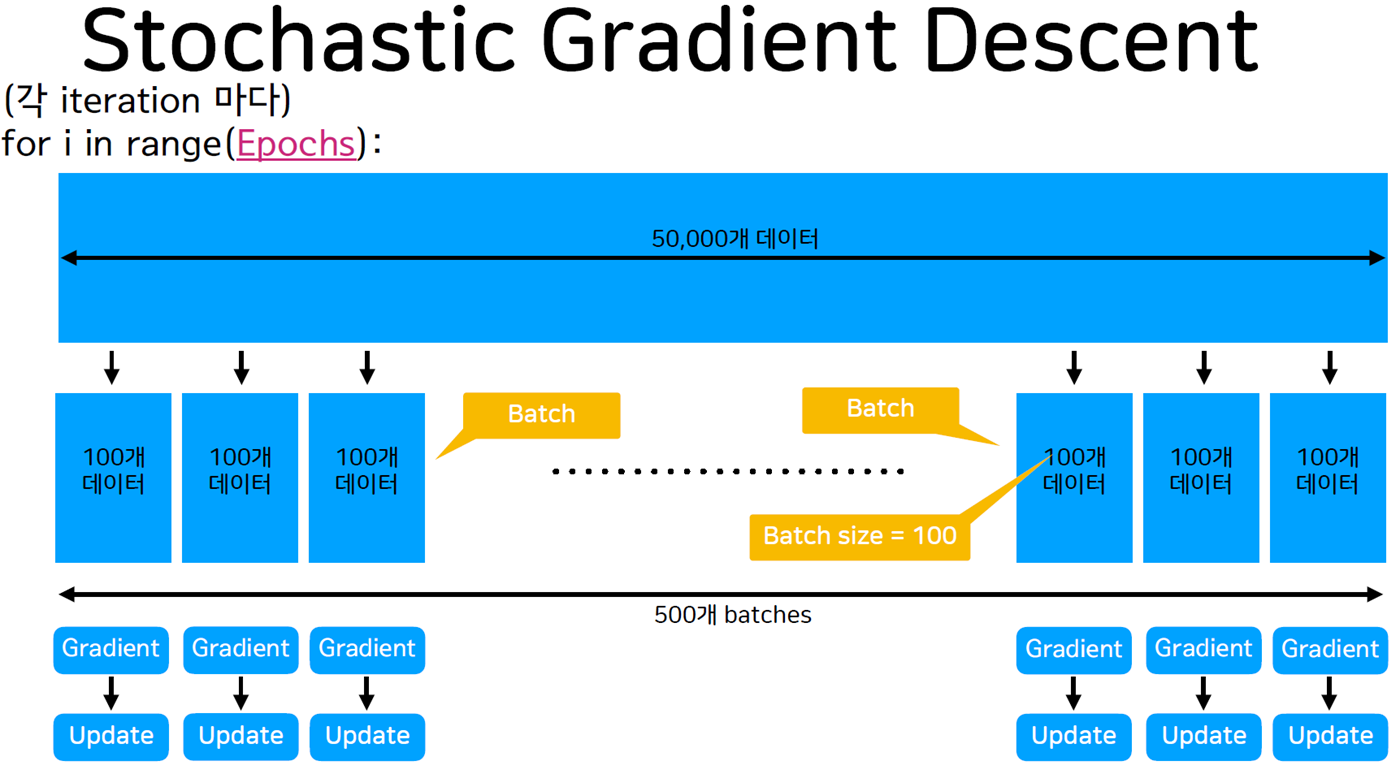 Stochastic Gradient Descent
(각 iteration 마다)
for i in range(Epochs):
50,000개 데이터
Batch
Batch
100개
데이터
100개
데이터
100개
데이터
100개
데이터
100개
데이터
100개
데이터
Batch size = 100
500개 batches
Gradient
Gradient
Gradient
Gradient
Gradient
Gradient
Update
Update
Update
Update
Update
Update